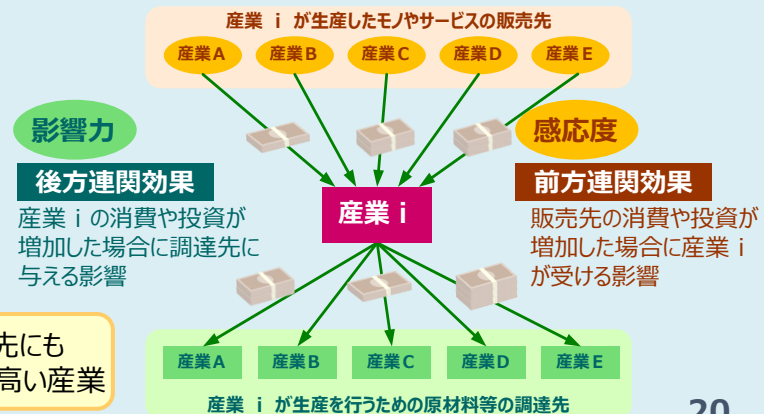 産業 i が生産したモノやサービスの販売先
産業A 産業B 産業C 産業D 産業E
影響力
感応度
後方連関効果
産業 i の消費や投資が
増加した場合に調達先に
与える影響
産業 i
前方連関効果
販売先の消費や投資が
増加した場合に産業 i
が受ける影響
先にも
高い産業
産業A 産業B 産業C 産業D 産業E
産業 i が生産を行うための原材料等の調達先
20